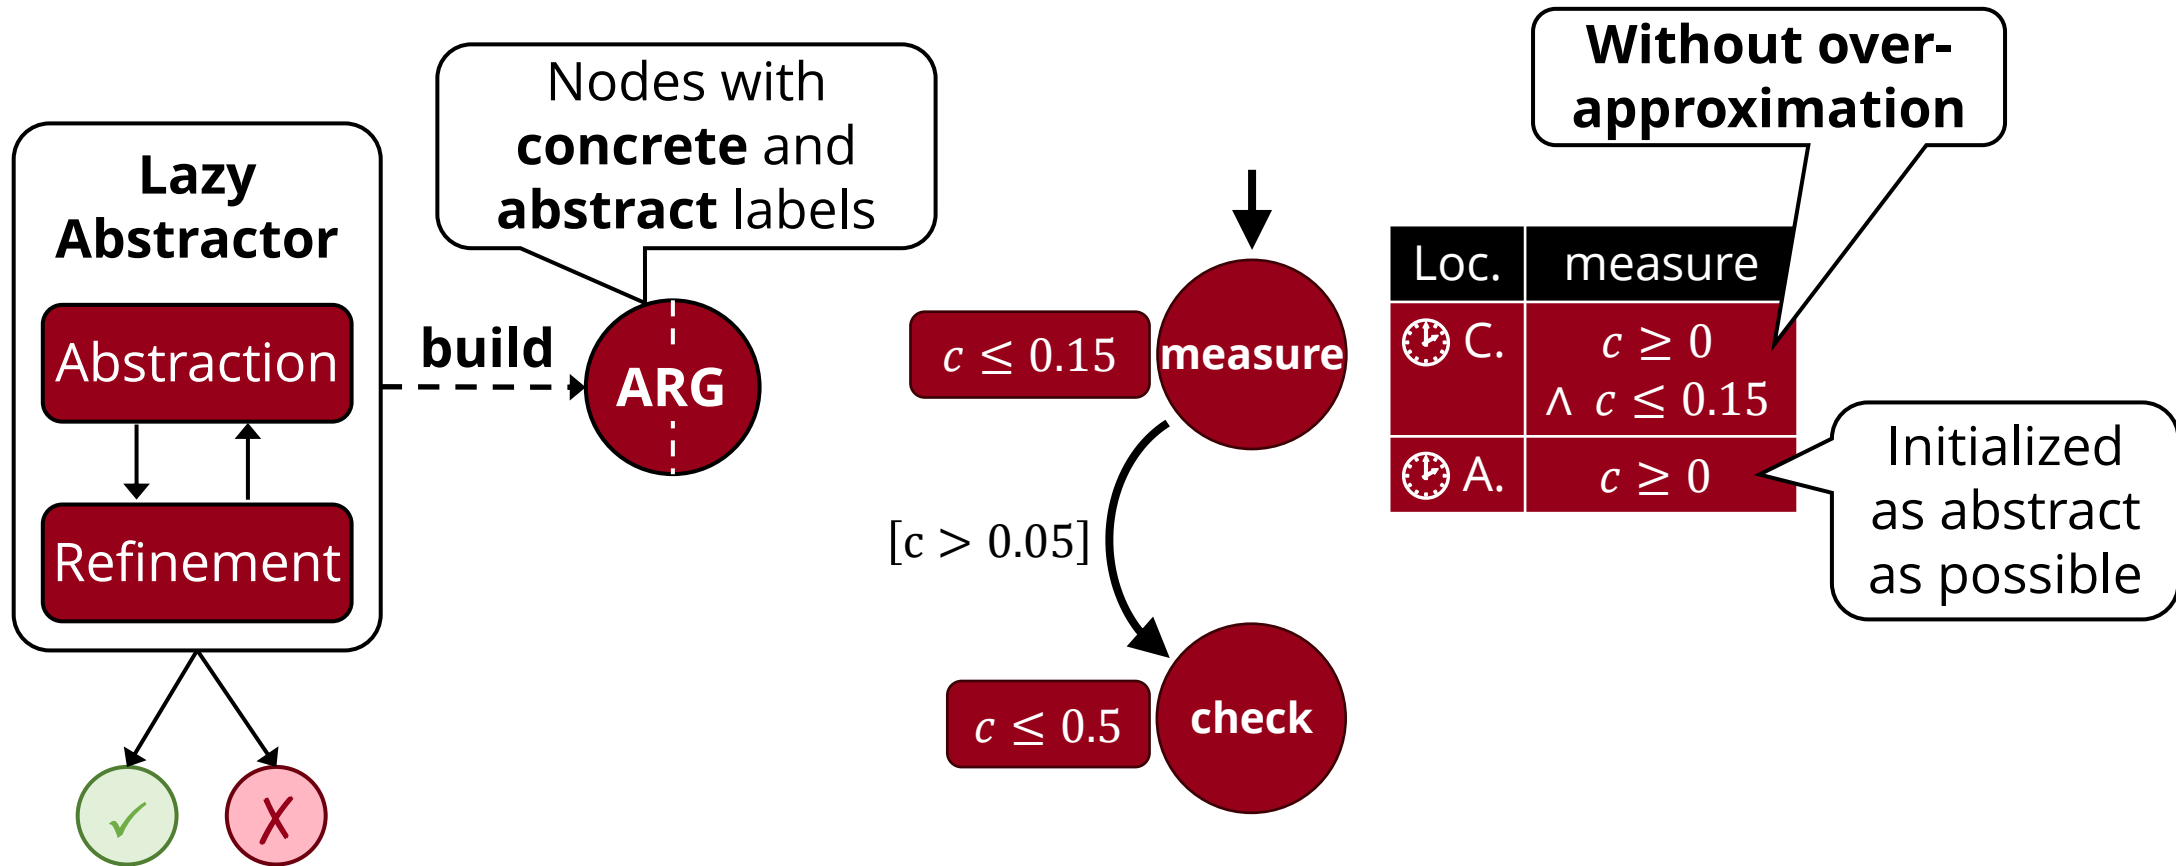 Lazy
Abstractor
Abstraction
Refinement
✓
✗
build
Nodes with
concrete and
abstract labels
ARG
c ≤ 0.15
measure
[c > 0.05]
c ≤ 0.5
check
Without over-
approximation
Loc. measure
C. c ≥ 0
∧ c ≤ 0.15
A. c ≥ 0
Initialized
as abstract
as possible